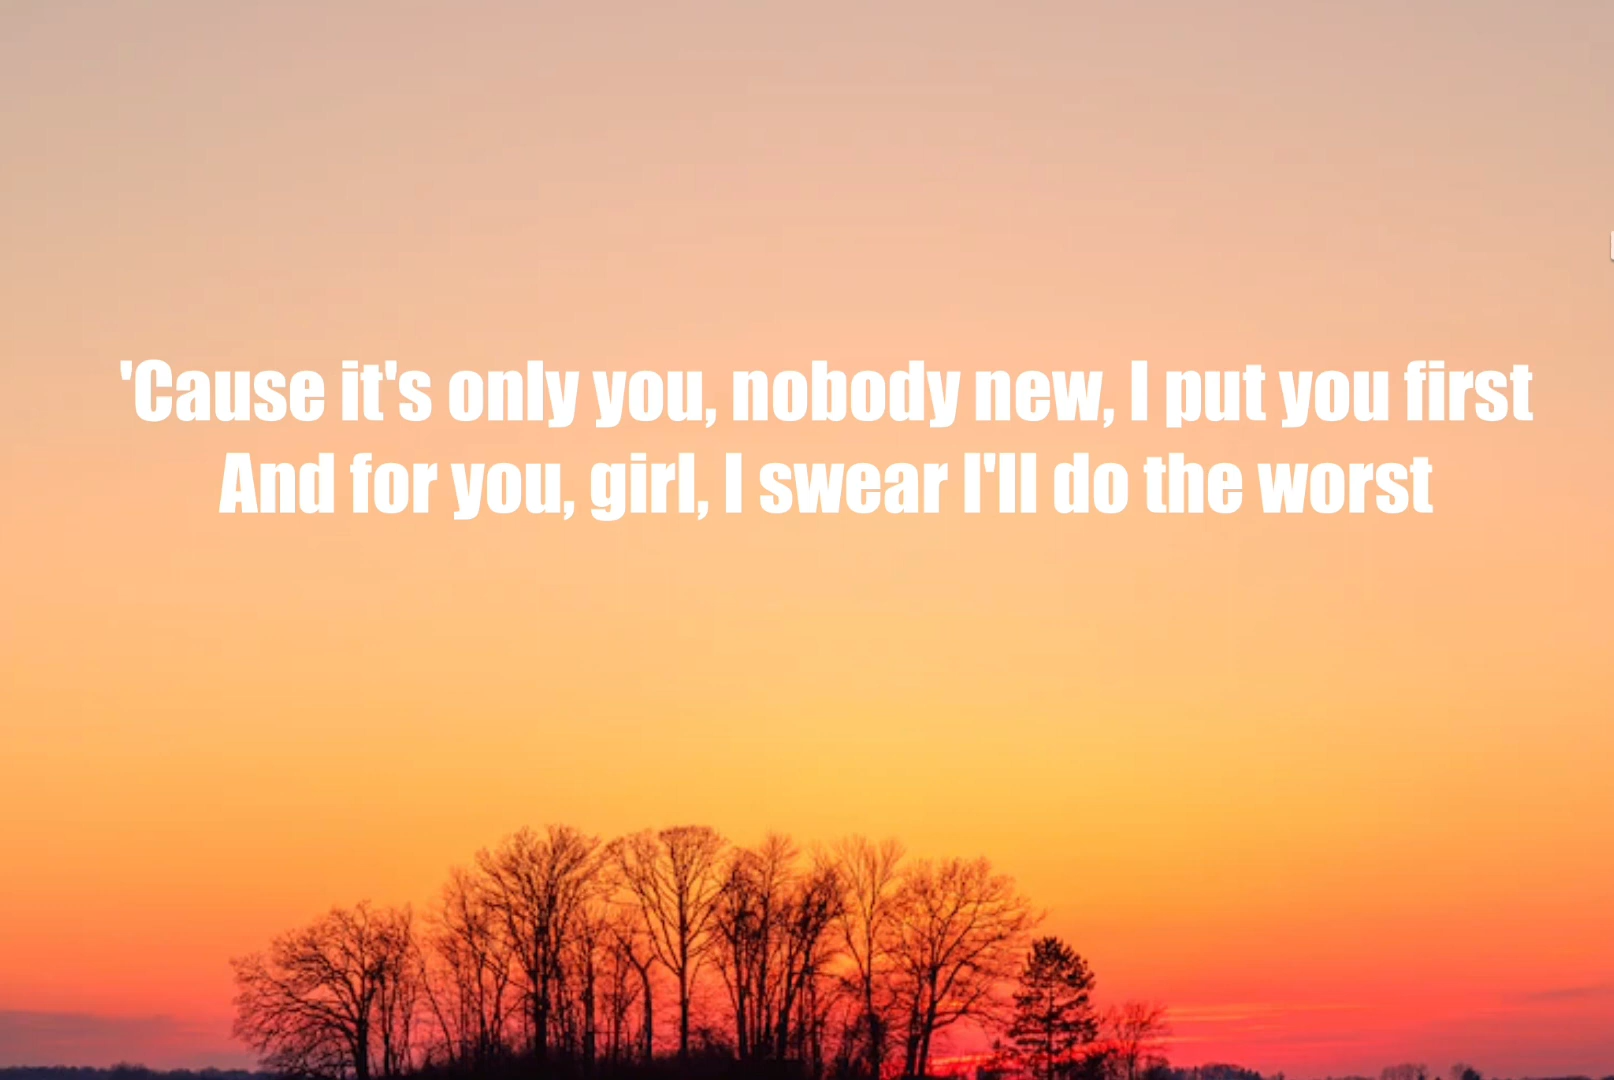 'Cause it's only you, nobody new, I put you first
And for you, girl, I swear I'll do the worst